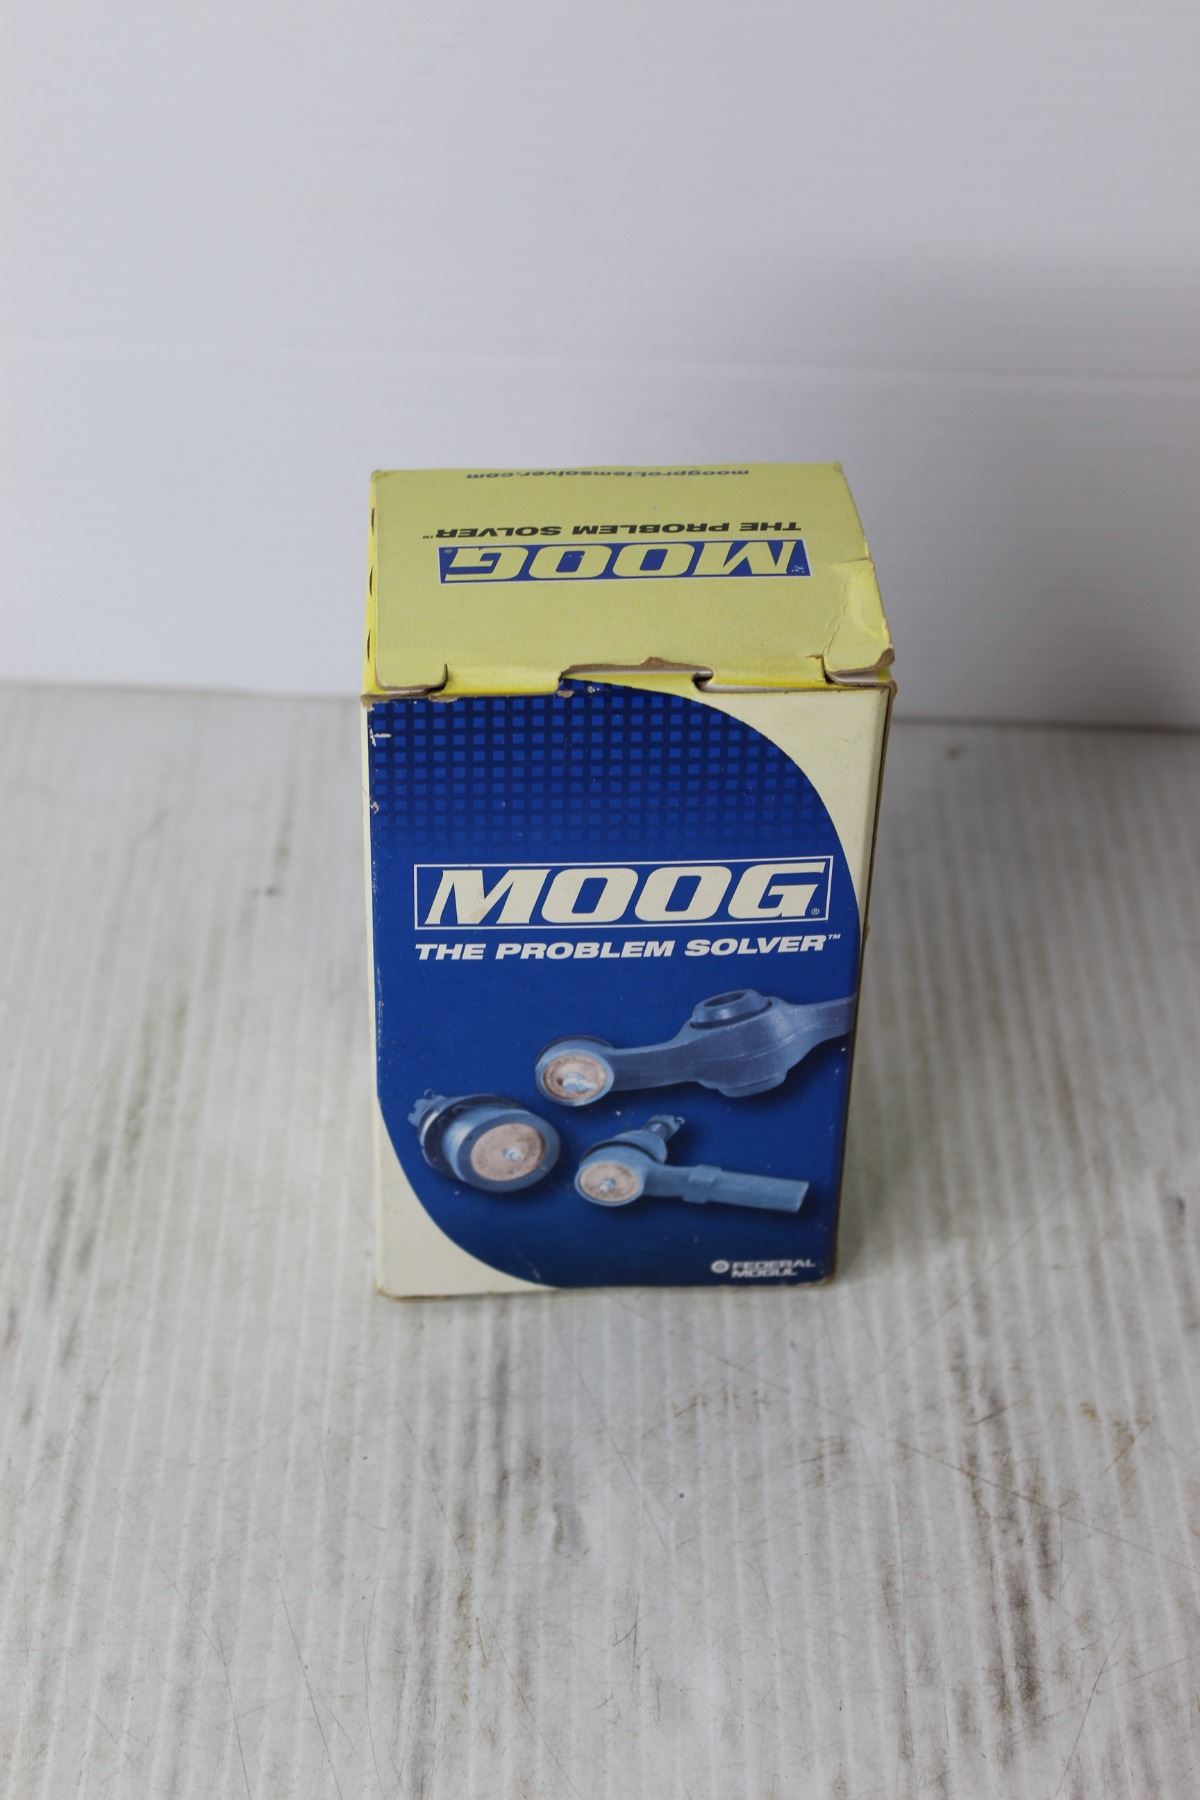 moogproblemsolver.com
THE PROBLEM SOLVER™
MOOG®
MOOG®
THE PROBLEM SOLVER™
FEDERAL
MOGUL